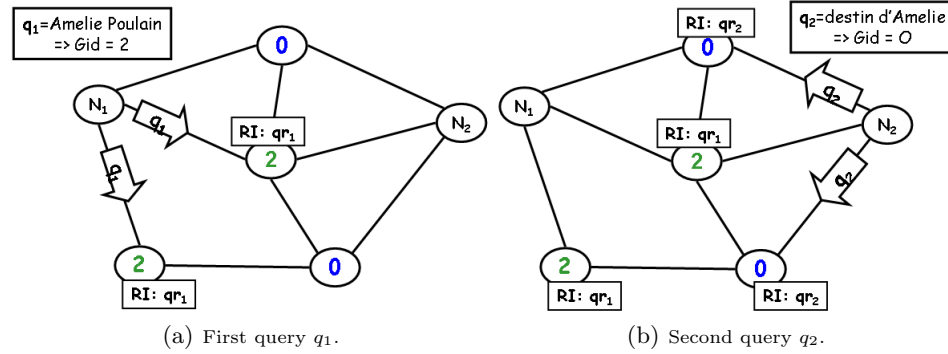 q₁=Amelie Poulain
=> Gid = 2
0
N₁
q₁
q₁
RI: qr₁
2
N₂
2
RI: qr₁
0
(a) First query q₁.
q₂=destin d'Amelie
=> Gid = 0
RI: qr₂
0
N₁
q₂
N₂
RI: qr₁
2
q₂
2
RI: qr₁
0
RI: qr₂
(b) Second query q₂.